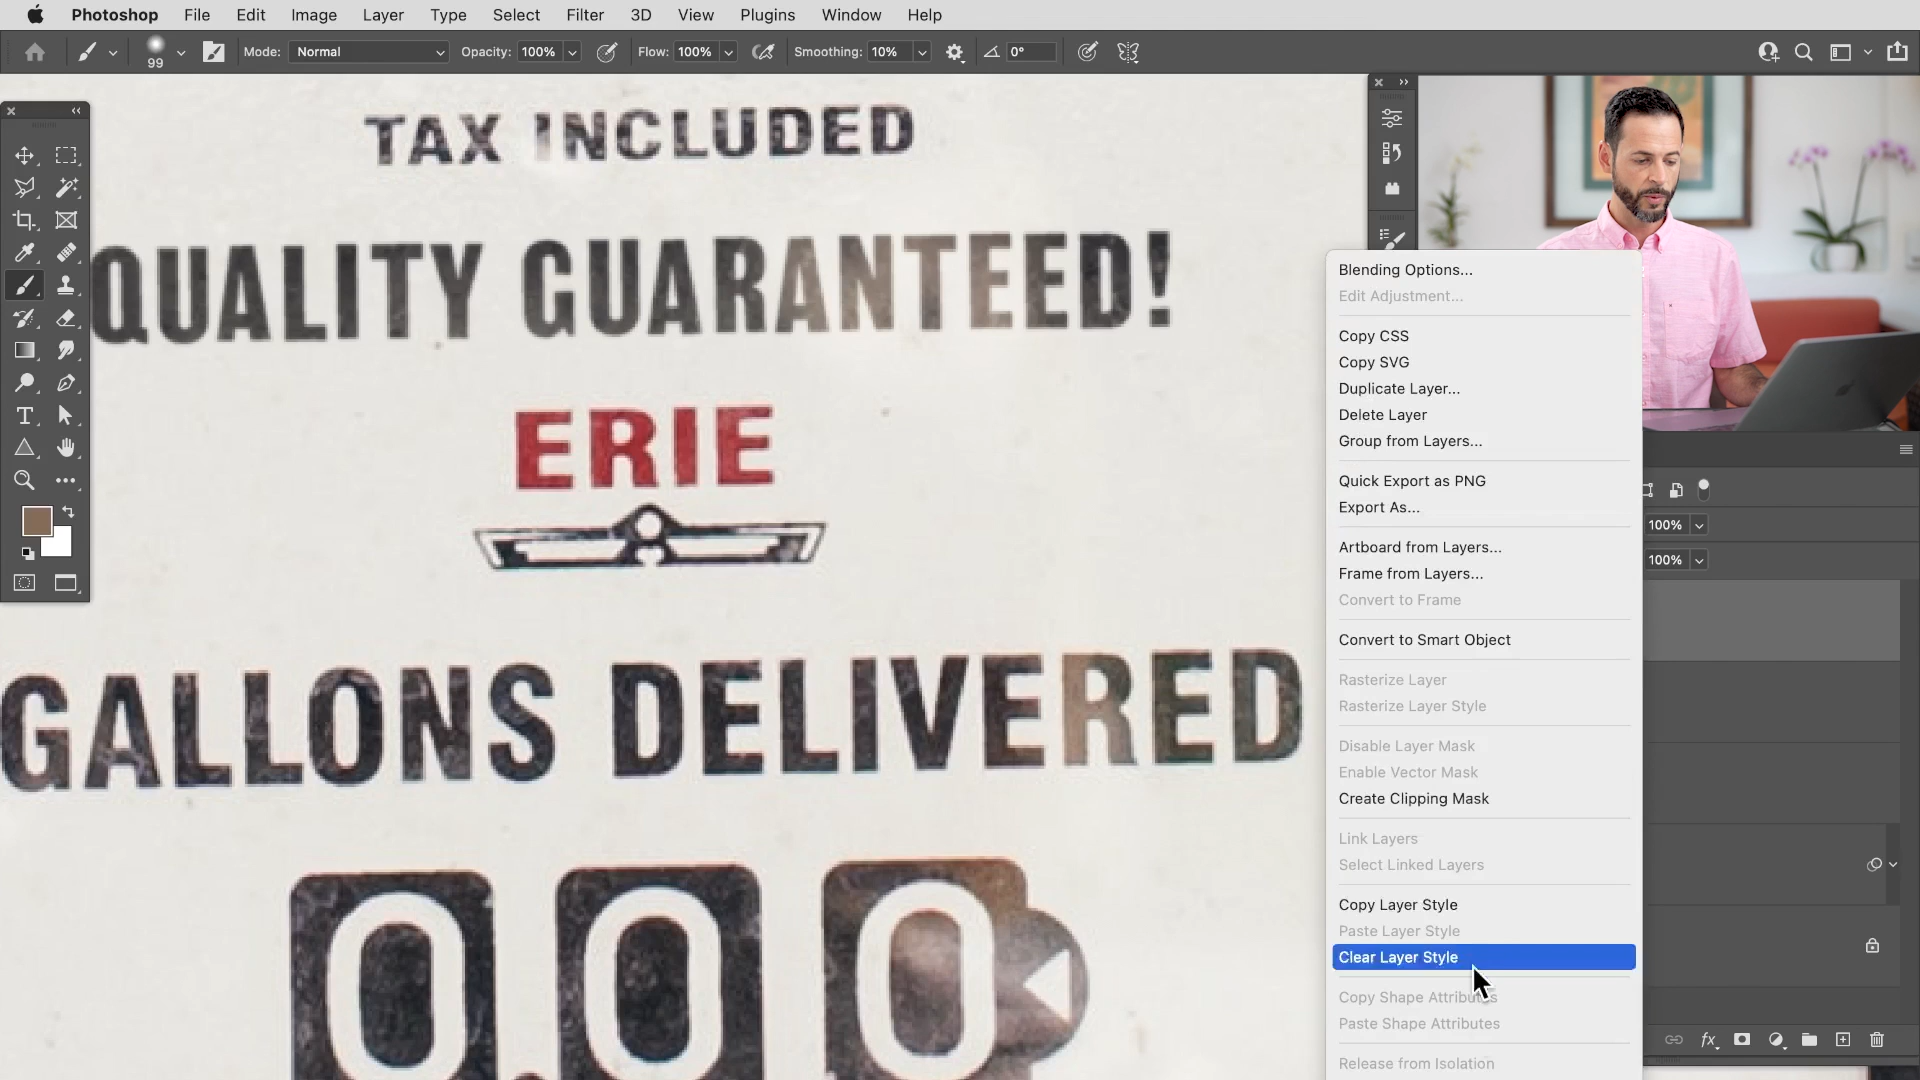 Photoshop File Edit Image Layer Type Select Filter 3D View Plugins Window Help
99 Mode: Normal Opacity: 100% Flow: 100% Smoothing: 10% 0°
TAX INCLUDED
QUALITY GUARANTEED!
ERIE
GALLONS DELIVERED
0.00
Blending Options...
Edit Adjustment...
Copy CSS
Copy SVG
Duplicate Layer...
Delete Layer
Group from Layers...
Quick Export as PNG
Export As...
Artboard from Layers...
Frame from Layers...
Convert to Frame
Convert to Smart Object
Rasterize Layer
Rasterize Layer Style
Disable Layer Mask
Enable Vector Mask
Create Clipping Mask
Link Layers
Select Linked Layers
Copy Layer Style
Paste Layer Style
Clear Layer Style
Copy Shape Attributes
Paste Shape Attributes
Release from Isolation
100%
100%
fx